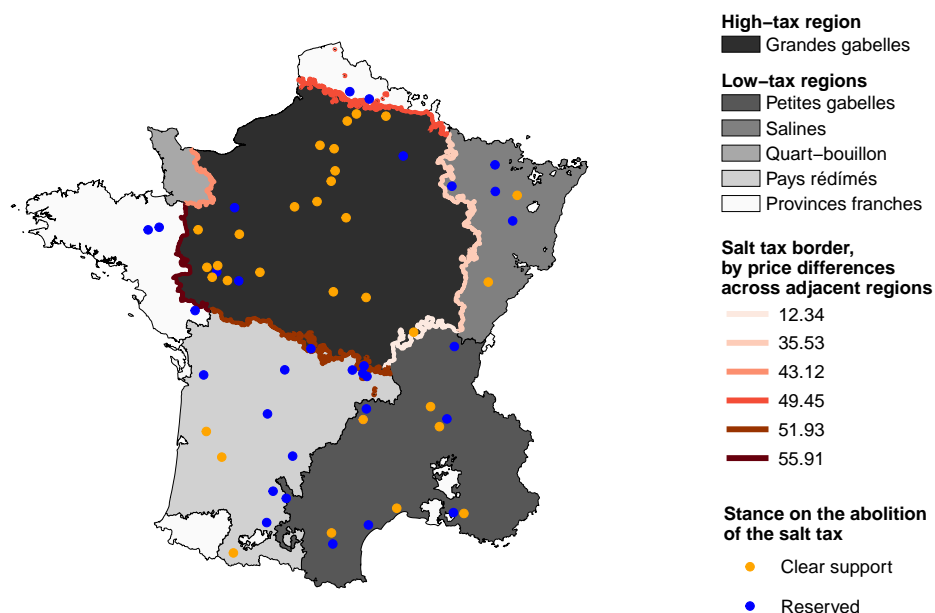 High−tax region
Grandes gabelles
Low−tax regions
Petites gabelles
Salines
Quart−bouillon
Pays rédímés
Provinces franches
Salt tax border,
by price differences
across adjacent regions
12.34
35.53
43.12
49.45
51.93
55.91
Stance on the abolition
of the salt tax
Clear support
Reserved